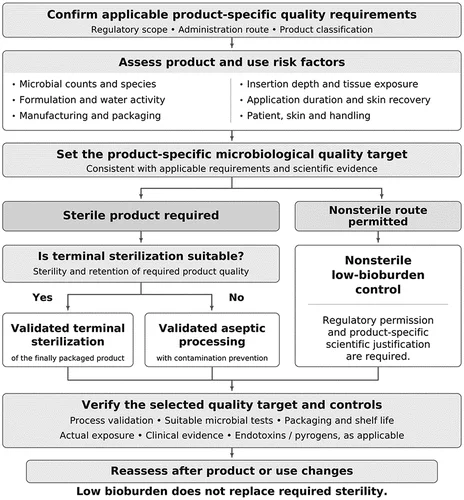 Confirm applicable product-specific quality requirements
Regulatory scope • Administration route • Product classification
Assess product and use risk factors
• Microbial counts and species
• Formulation and water activity
• Manufacturing and packaging
• Insertion depth and tissue exposure
• Application duration and skin recovery
• Patient, skin and handling
Set the product-specific microbiological quality target
Consistent with applicable requirements and scientific evidence
Sterile product required
Is terminal sterilization suitable?
Sterility and retention of required product quality
Yes
No
Validated terminal
sterilization
of the finally packaged product
Validated aseptic
processing
with contamination prevention
Nonsterile route
permitted
Nonsterile
low-bioburden
control
Regulatory permission
and product-specific
scientific justification
are required.
Verify the selected quality target and controls
Process validation • Suitable microbial tests • Packaging and shelf life
Actual exposure • Clinical evidence • Endotoxins / pyrogens, as applicable
Reassess after product or use changes
Low bioburden does not replace required sterility.